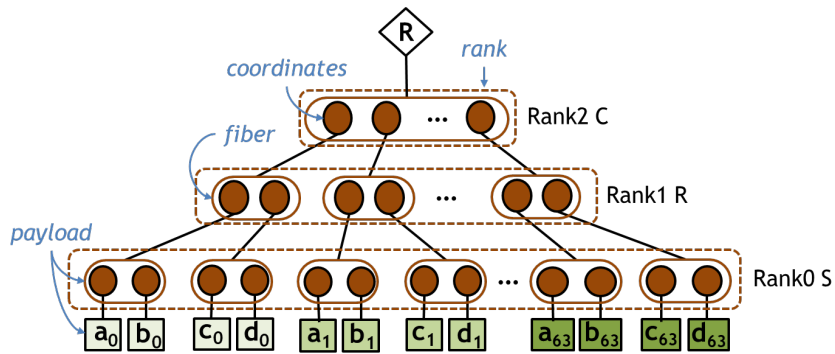 R
coordinates
rank
... Rank2 C
fiber
... Rank1 R
payload
... Rank0 S
a0 b0 c0 d0 a1 b1 c1 d1 a63 b63 c63 d63